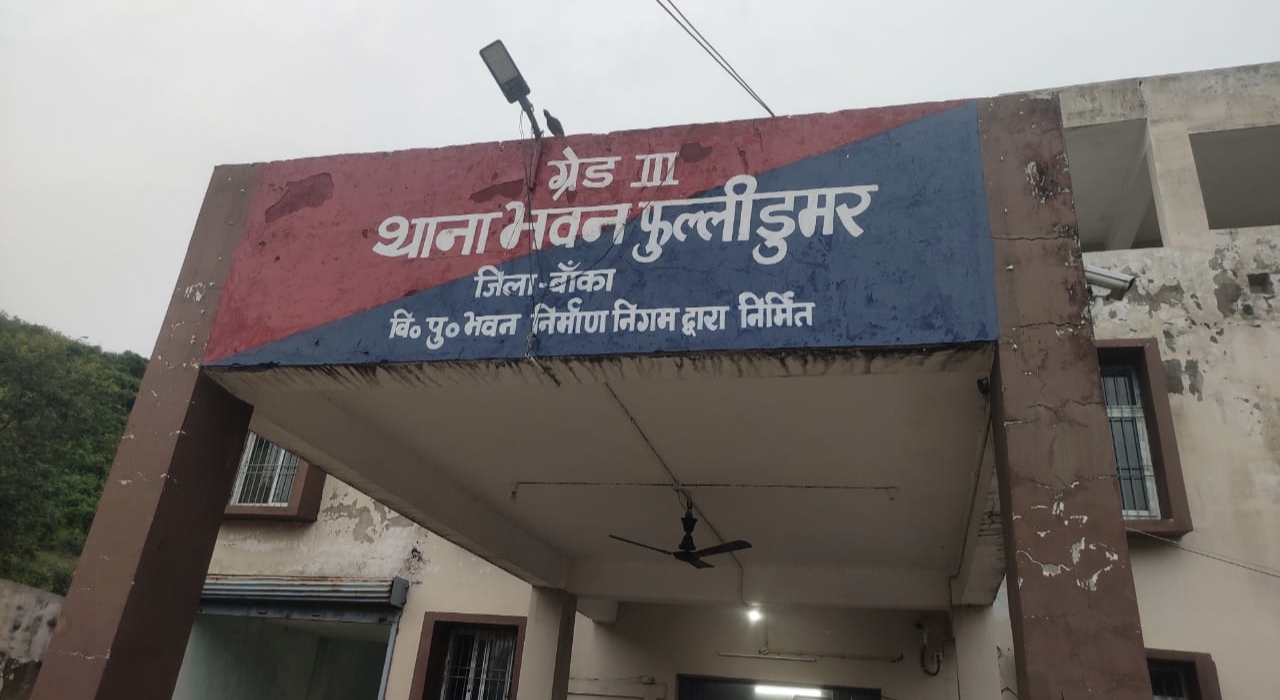 ग्रेड III
थाना भवन फुल्लीडुमर
जिला-बाँका
वि० पु० भवन निर्माण निगम द्वारा निर्मित